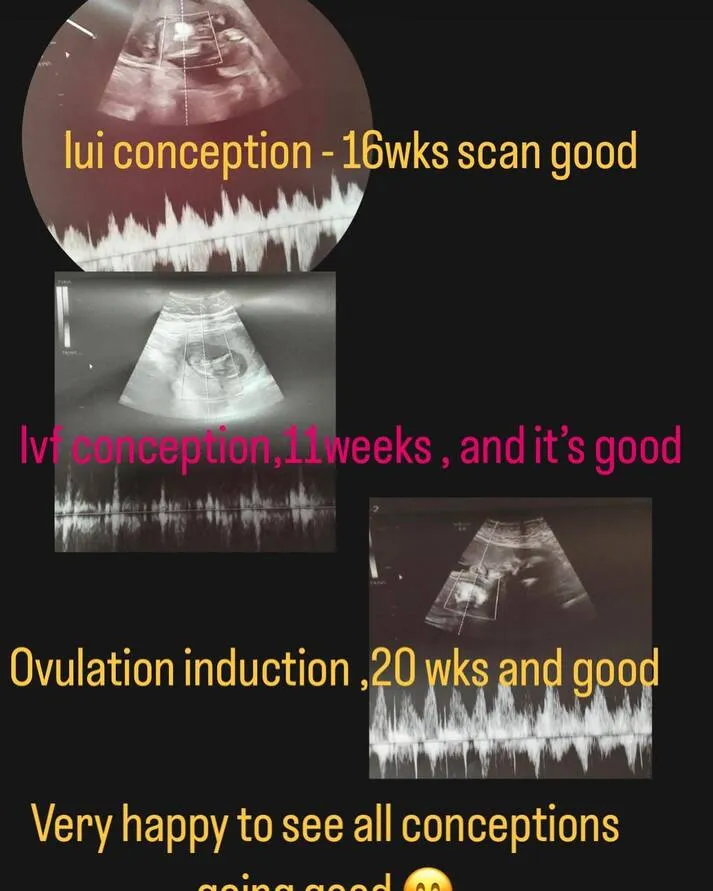 Iui conception - 16wks scan good
Ivf conception,11weeks , and it's good
Ovulation induction ,20 wks and good
Very happy to see all conceptions
going good 😊